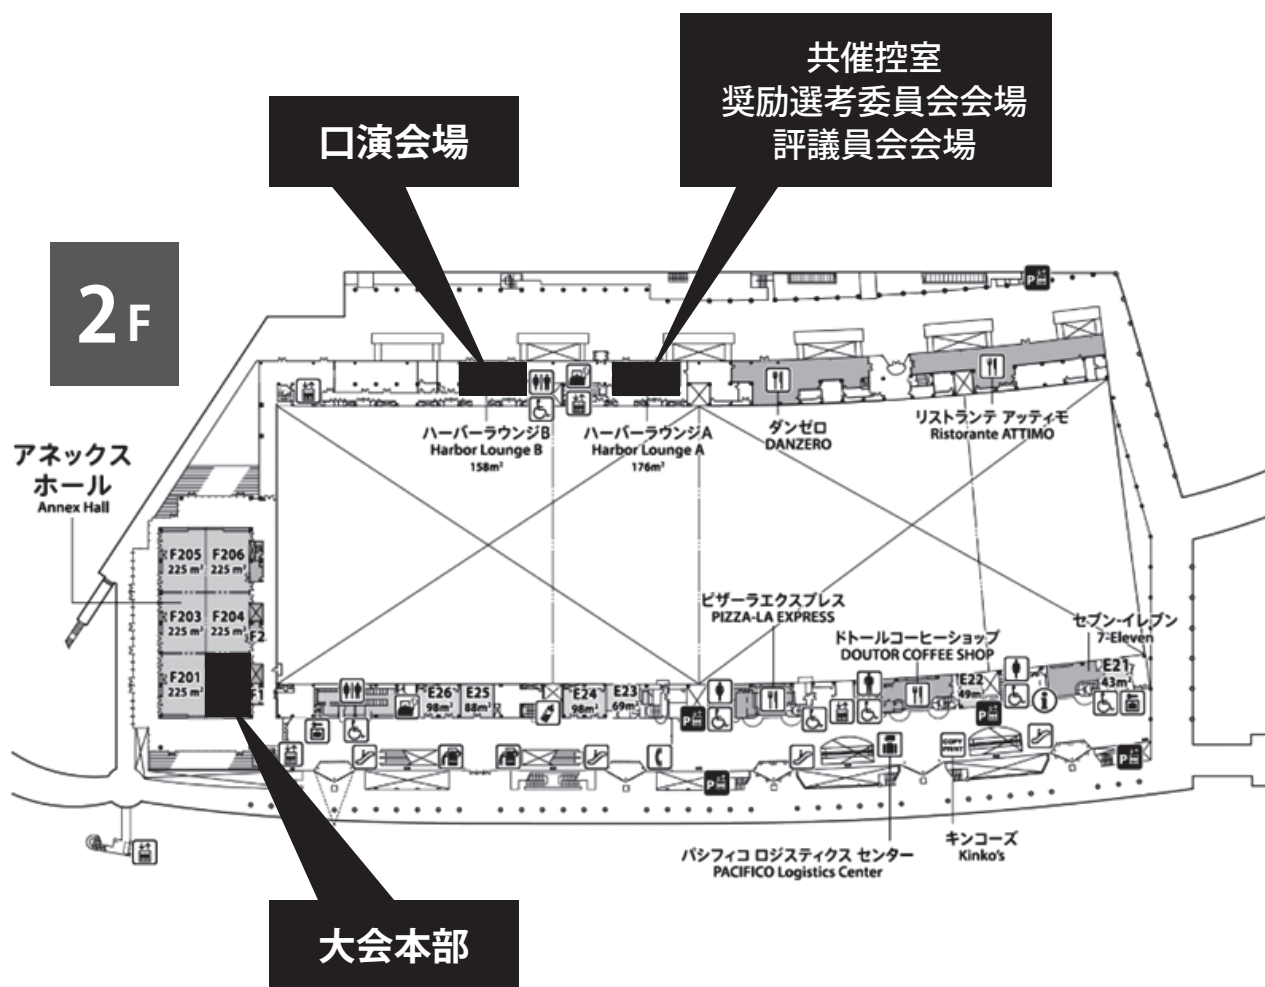 共催控室
奨励選考委員会会場
評議員会会場
口演会場
2F
ハーバーラウンジB
Harbor Lounge B
158m²
ハーバーラウンジA
Harbor Lounge A
176m²
ダンゼロ
DANZERO
リストランテ アッティモ
Ristorante ATTIMO
アネックス
ホール
Annex Hall
F205
225 m²
F206
225 m²
F203
225 m²
F204
225 m²
F2
F201
225 m²
F1
ピザーラエクスプレス
PIZZA-LA EXPRESS
ドトールコーヒーショップ
DOUTOR COFFEE SHOP
セブン-イレブン
7-Eleven
E26
98m²
E25
88m²
E24
98m²
E23
69m²
E22
49m²
E21
43m²
P
P
P
P
P
COPY
PRINT
パシフィコ ロジスティクス センター
PACIFICO Logistics Center
キンコーズ
Kinko's
大会本部